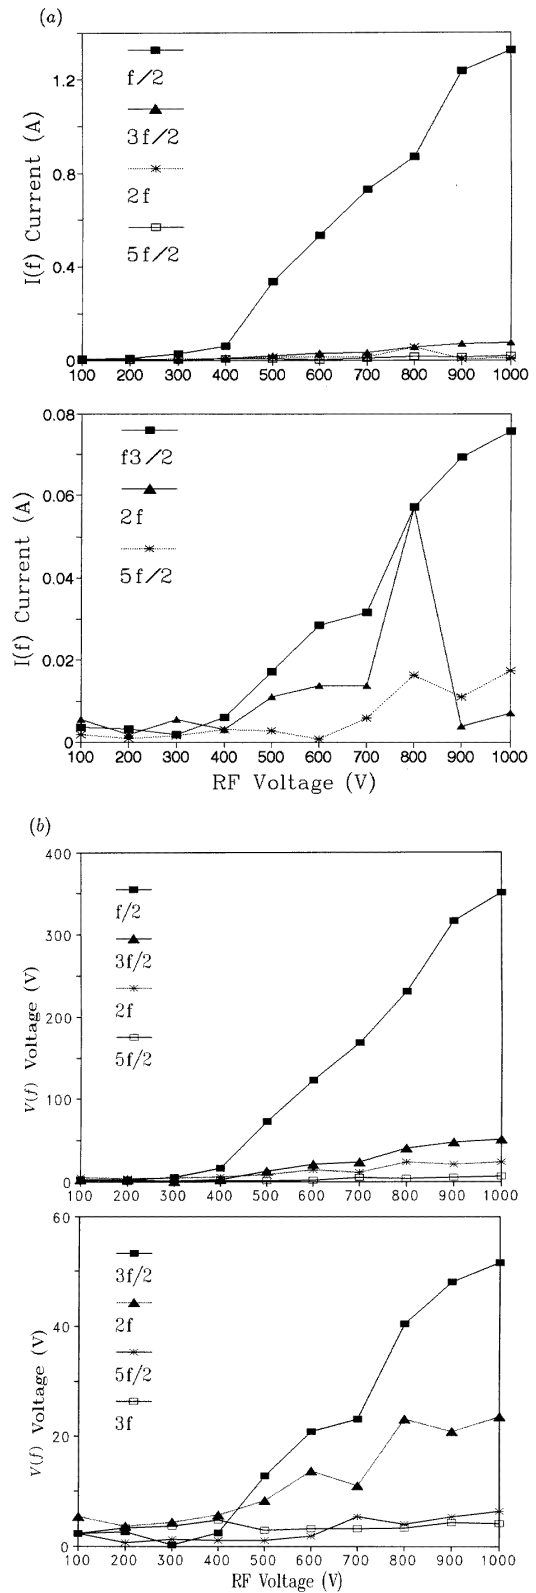 (a)
1.2
0.8
0.4
0
I(f) Current (A)
f/2
3f/2
2f
5f/2
100 200 300 400 500 600 700 800 900 1000
0.08
0.06
0.04
0.02
0
I(f) Current (A)
f3/2
2f
5f/2
100 200 300 400 500 600 700 800 900 1000
RF Voltage (V)
(b)
400
300
200
100
0
V(f) Voltage (V)
f/2
3f/2
2f
5f/2
100 200 300 400 500 600 700 800 900 1000
60
40
20
0
V(f) Voltage (V)
3f/2
2f
5f/2
3f
100 200 300 400 500 600 700 800 900 1000
RF Voltage (V)